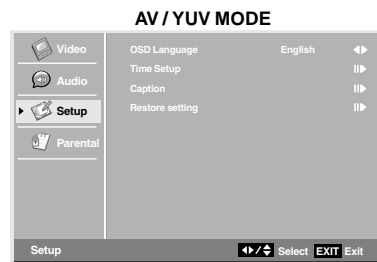 AV / YUV MODE
Video
Audio
Setup
Parental
OSD Language English
Time Setup
Caption
Restore setting
Setup
Select EXIT Exit